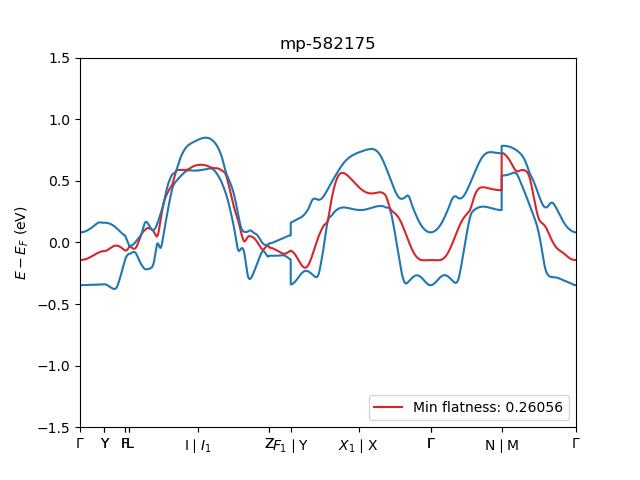 mp-582175
E − E_F (eV)
1.5
1.0
0.5
0.0
−0.5
−1.0
−1.5
Γ Y F L I | I₁ Z F₁ | Y X₁ | X Γ N | M Γ
Min flatness: 0.26056